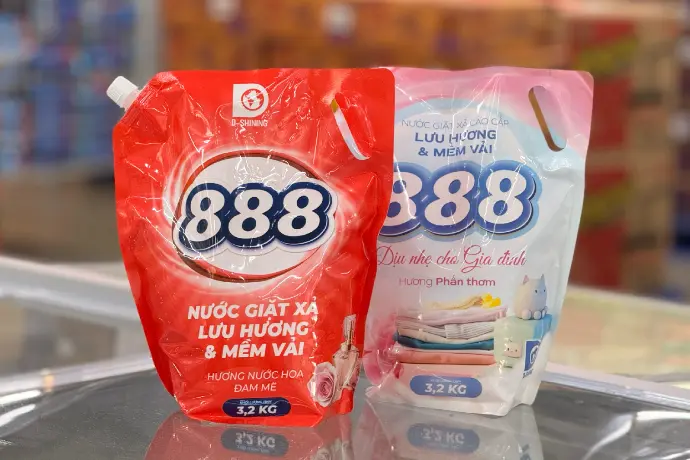 D-SHINING
888
NƯỚC GIẶT XẢ
LƯU HƯƠNG
& MỀM VẢI
HƯƠNG NƯỚC HOA
ĐAM MÊ
3,2 KG
NƯỚC GIẶT XẢ CAO CẤP
LƯU HƯƠNG
& MỀM VẢI
888
Dịu nhẹ cho Gia đình
Hương Phấn thơm
3,2 KG